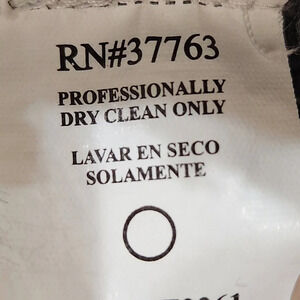 RN#37763
PROFESSIONALLY
DRY CLEAN ONLY
LAVAR EN SECO
SOLAMENTE